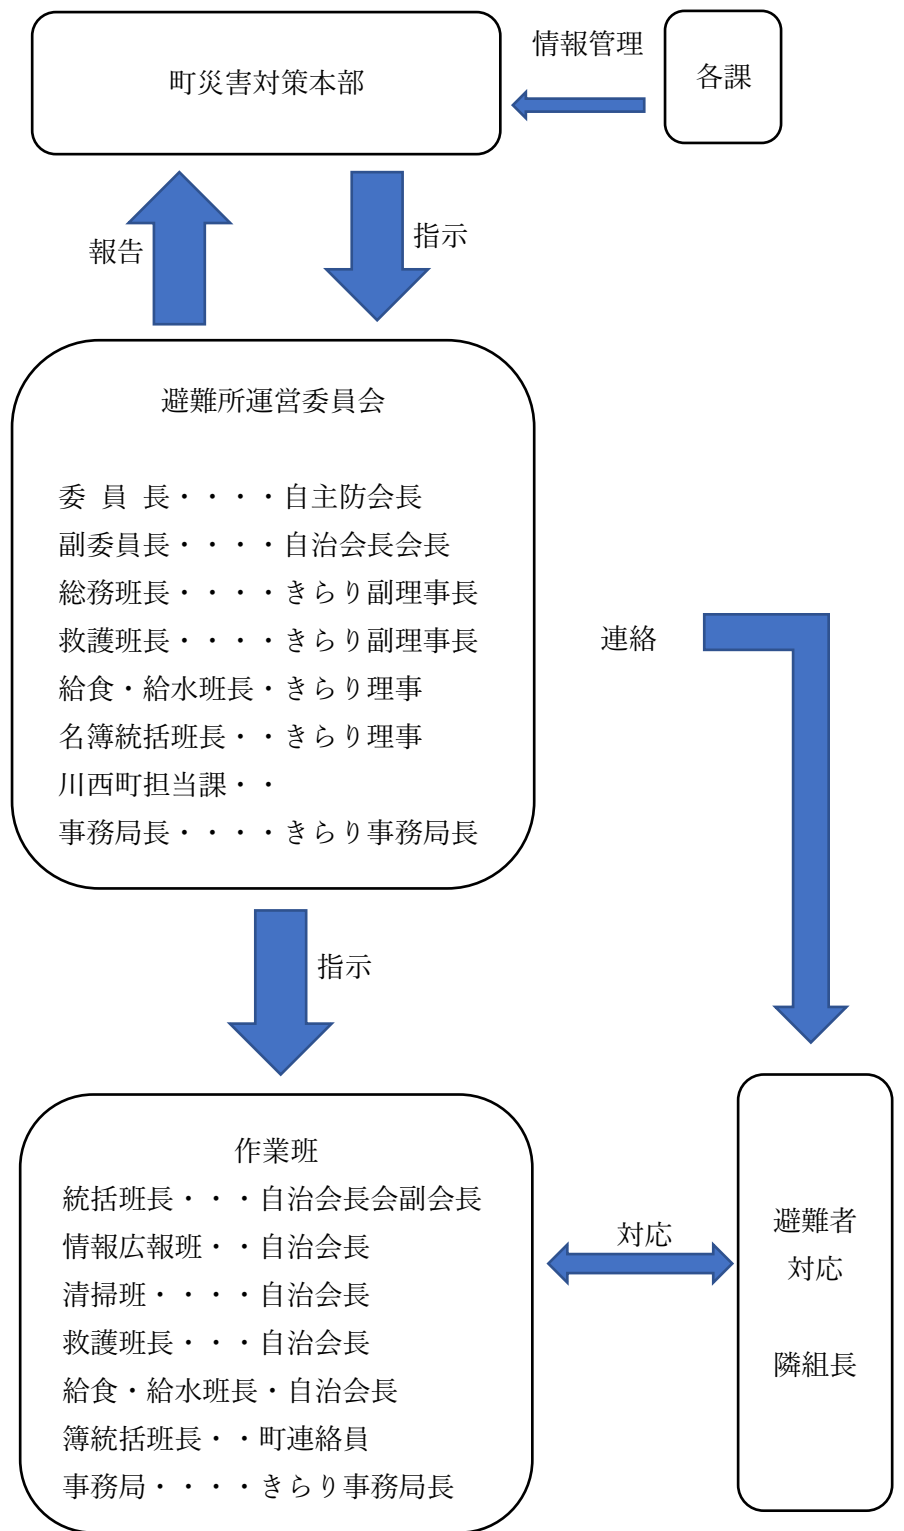 町災害対策本部
情報管理
各課
報告
指示
避難所運営委員会
委 員 長・・・・自主防会長
副委員長・・・・自治会長会長
総務班長・・・・きらり副理事長
救護班長・・・・きらり副理事長
給食・給水班長・きらり理事
名簿統括班長・・きらり理事
川西町担当課・・
事務局長・・・・きらり事務局長
連絡
指示
作業班
統括班長・・・自治会長会副会長
情報広報班・・自治会長
清掃班・・・・自治会長
救護班長・・・自治会長
給食・給水班長・自治会長
簿統括班長・・町連絡員
事務局・・・・きらり事務局長
対応
避難者
対応
隣組長